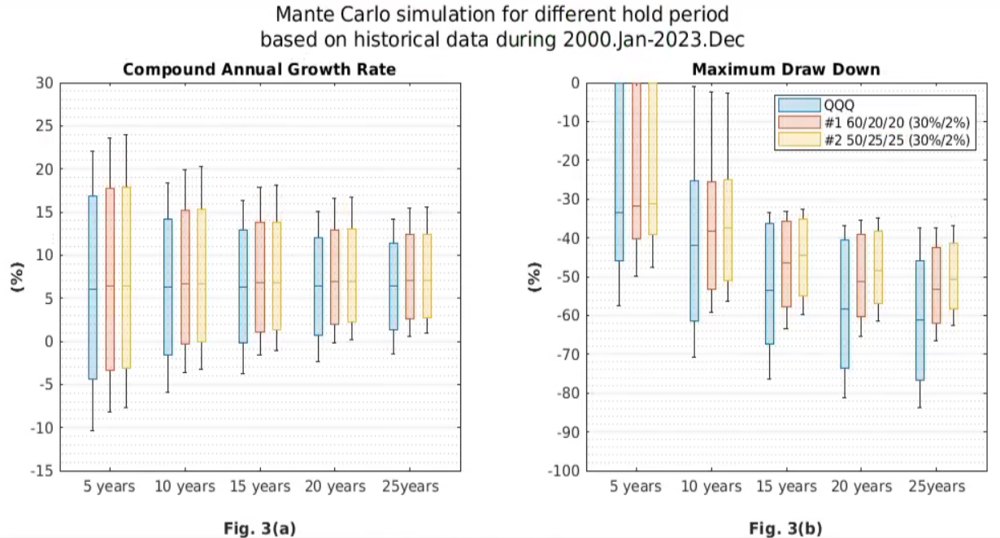 Mante Carlo simulation for different hold period
based on historical data during 2000.Jan-2023.Dec
Compound Annual Growth Rate
30
25
20
15
10
5
0
-5
-10
-15
(%)
5 years
10 years
15 years
20 years
25years
Fig. 3(a)
Maximum Draw Down
0
-10
-20
-30
-40
-50
-60
-70
-80
-90
-100
(%)
QQQ
#1 60/20/20 (30%/2%)
#2 50/25/25 (30%/2%)
5 years
10 years
15 years
20 years
25years
Fig. 3(b)